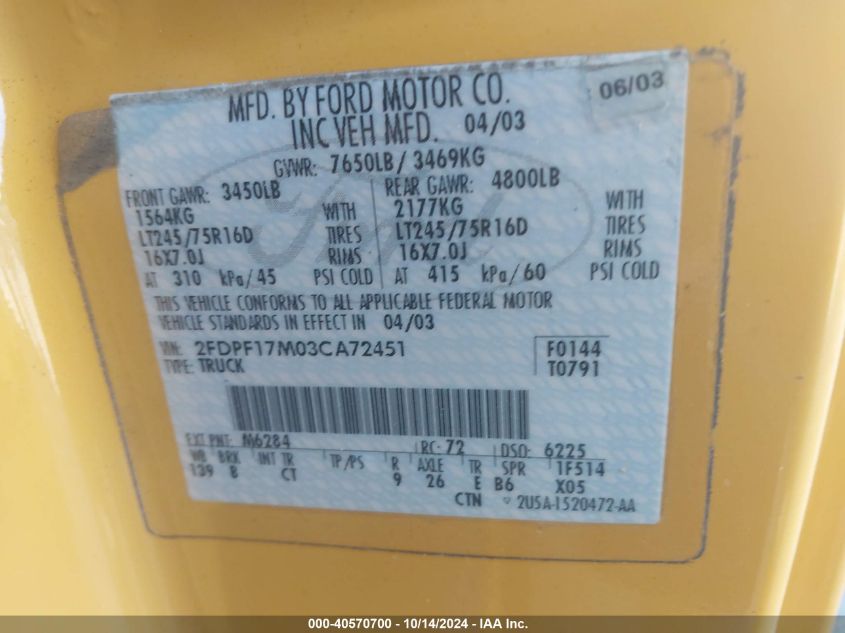 MFD. BY FORD MOTOR CO.
06/03
INC VEH MFD. 04/03
GVWR: 7650LB / 3469KG
FRONT GAWR: 3450LB REAR GAWR: 4800LB
1564KG WITH 2177KG WITH
LT245/75R16D TIRES LT245/75R16D TIRES
16X7.0J RIMS 16X7.0J RIMS
AT 310 kPa/45 PSI COLD AT 415 kPa/60 PSI COLD
THIS VEHICLE CONFORMS TO ALL APPLICABLE FEDERAL MOTOR
VEHICLE STANDARDS IN EFFECT IN 04/03
VIN: 2FDPF17M03CA72451 F0144
TYPE: TRUCK T0791
EXT PNT: M6284 RC: 72 DSO: 6225
WB BRK INT TR TP/PS R AXLE TR SPR 1F514
139 B CT 9 26 E B6 X05
CTN 2U5A-1520472-AA
000-40570700 - 10/14/2024 - IAA Inc.